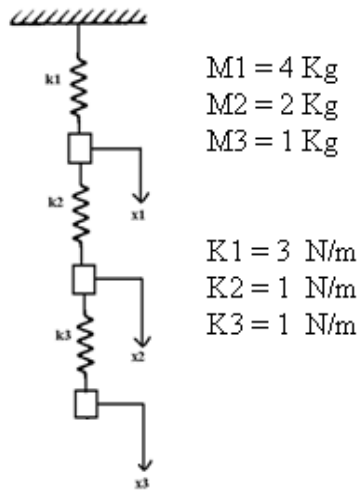 k1
x1
k2
x2
k3
x3
M1 = 4 Kg
M2 = 2 Kg
M3 = 1 Kg
K1 = 3 N/m
K2 = 1 N/m
K3 = 1 N/m